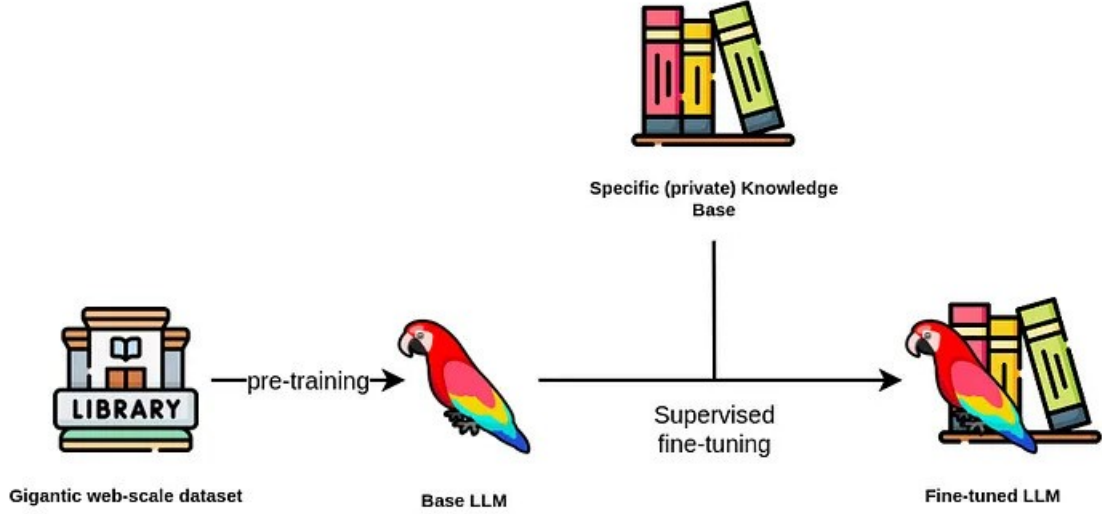 Specific (private) Knowledge
Base
LIBRARY
pre-training
Supervised
fine-tuning
Gigantic web-scale dataset
Base LLM
Fine-tuned LLM